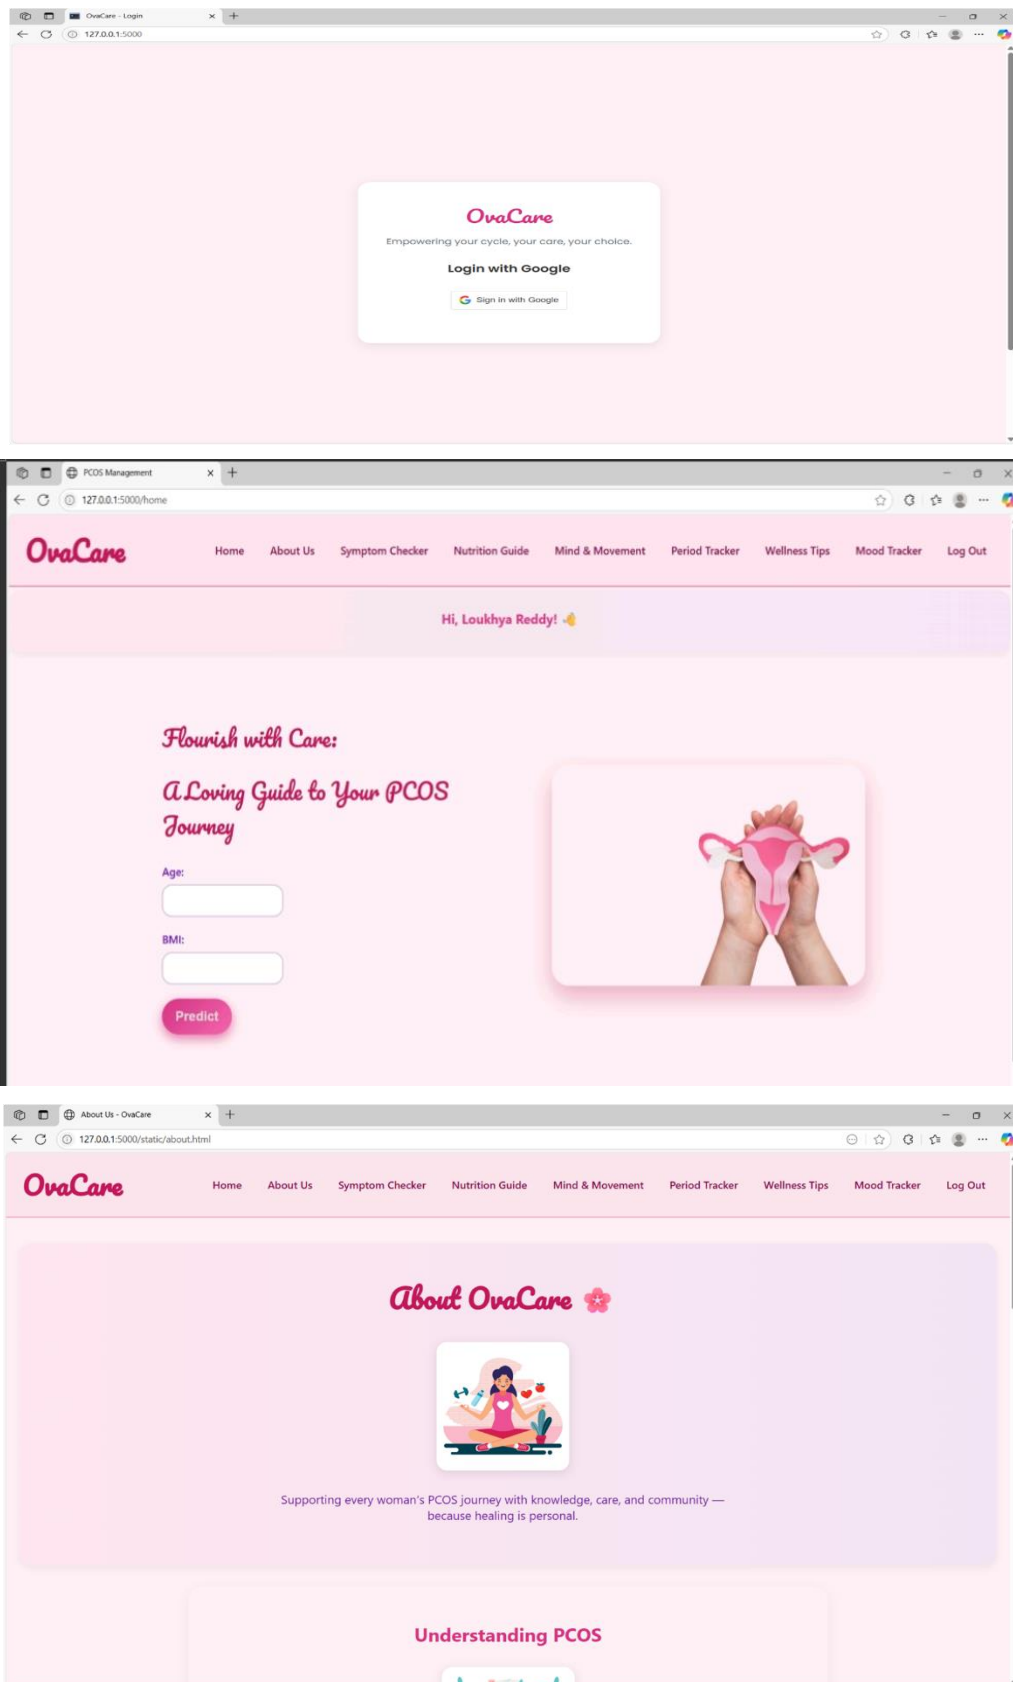 OvaCare - Login
127.0.0.1:5000
OvaCare
Empowering your cycle, your care, your choice.
Login with Google
Sign in with Google
PCOS Management
127.0.0.1:5000/home
OvaCare Home About Us Symptom Checker Nutrition Guide Mind & Movement Period Tracker Wellness Tips Mood Tracker Log Out
Hi, Loukhya Reddy! 👋
Flourish with Care:
A Loving Guide to Your PCOS
Journey
Age:
BMI:
Predict
About Us - OvaCare
127.0.0.1:5000/static/about.html
OvaCare Home About Us Symptom Checker Nutrition Guide Mind & Movement Period Tracker Wellness Tips Mood Tracker Log Out
About OvaCare 🌸
Supporting every woman's PCOS journey with knowledge, care, and community —
because healing is personal.
Understanding PCOS